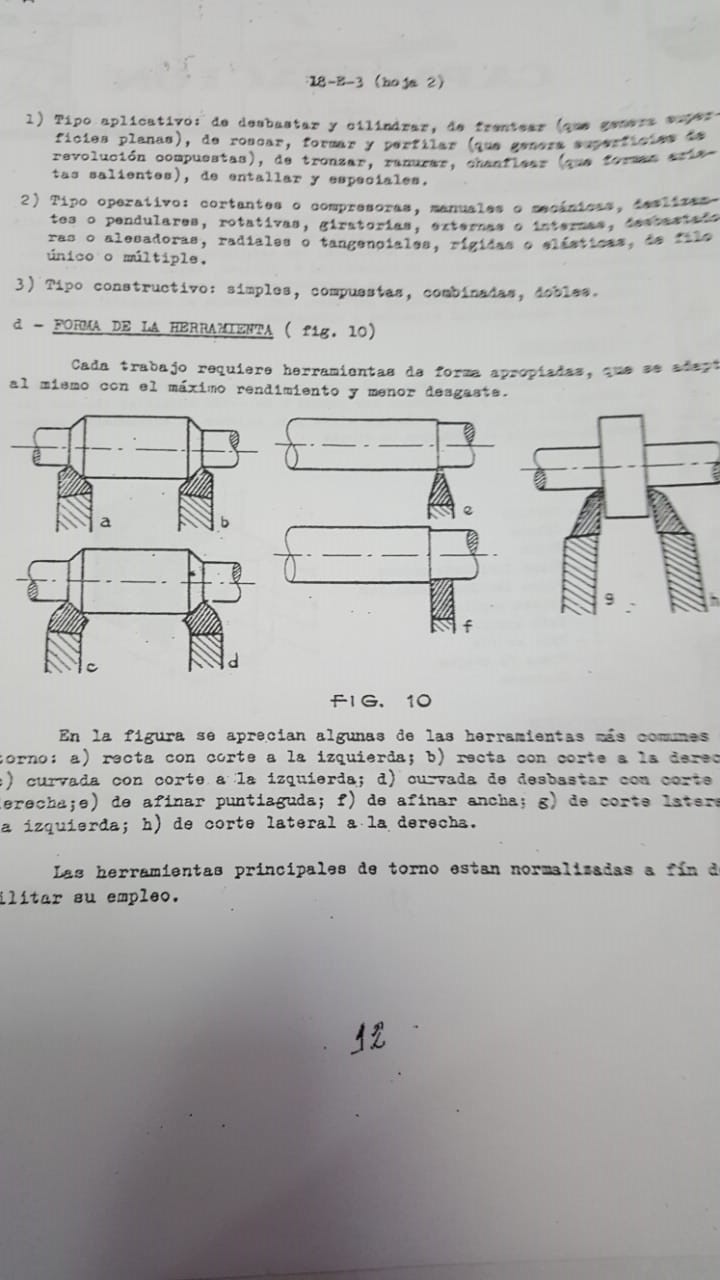 18-E-3 (hoja 2)
1) Tipo aplicativo: de desbastar y cilindrar, de frentear (que genera super-
ficies planas), de roscar, formar y perfilar (que genera superficies de
revolución compuestas), de tronzar, ranurar, chanflear (que forman aris-
tas salientes), de entallar y especiales.
2) Tipo operativo: cortantes o compresoras, manuales o mecánicas, deslizan-
tes o pendulares, rotativas, giratorias, externas o internas, desbastado
ras o alesadoras, radiales o tangenciales, rígidas o elásticas, de filo
único o múltiple.
3) Tipo constructivo: simples, compuestas, combinadas, dobles.
d - FORMA DE LA HERRAMIENTA ( fig. 10)
Cada trabajo requiere herramientas de forma apropiadas, que se adapt
al mismo con el máximo rendimiento y menor desgaste.
a
b
e
c
d
f
g
h
FIG. 10
En la figura se aprecian algunas de las herramientas más comunes
torno: a) recta con corte a la izquierda; b) recta con corte a la derec
) curvada con corte a la izquierda; d) curvada de desbastar con corte
derecha;e) de afinar puntiaguda; f) de afinar ancha; g) de corte latera
a izquierda; h) de corte lateral a la derecha.
Las herramientas principales de torno estan normalizadas a fín d
ilitar su empleo.
12